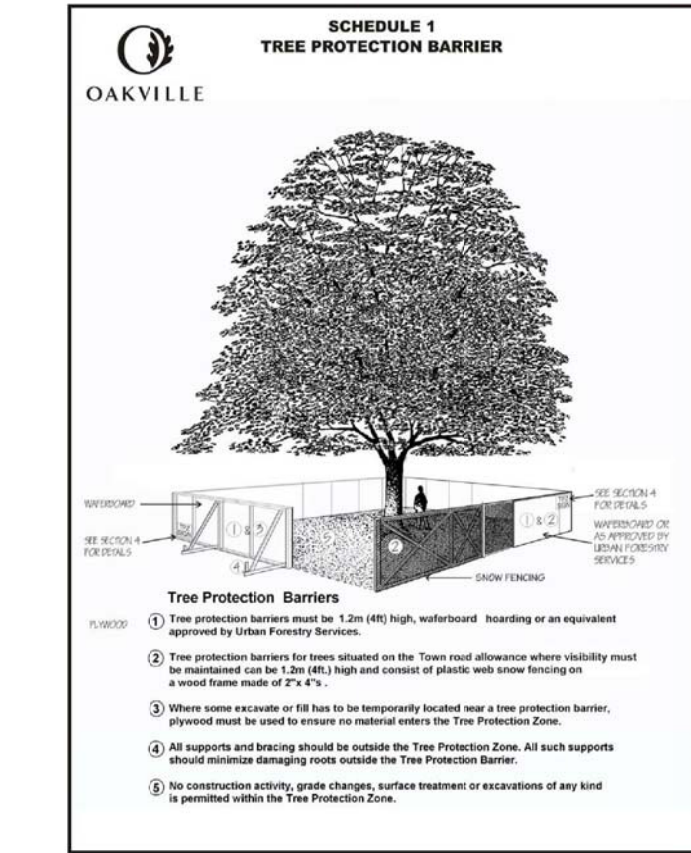 SCHEDULE 1
TREE PROTECTION BARRIER
OAKVILLE
WAFERBOARD
SEE SECTION 4
FOR DETAILS
1 & 3
4
5
2
1 & 2
SEE SECTION 4
FOR DETAILS
WAFERBOARD OR
AS APPROVED BY
URBAN FORESTRY
SERVICES
SNOW FENCING
Tree Protection Barriers
PLYWOOD
1 Tree protection barriers must be 1.2m (4ft) high, waferboard hoarding or an equivalent
approved by Urban Forestry Services.
2 Tree protection barriers for trees situated on the Town road allowance where visibility must
be maintained can be 1.2m (4ft.) high and consist of plastic web snow fencing on
a wood frame made of 2"x 4"s .
3 Where some excavate or fill has to be temporarily located near a tree protection barrier,
plywood must be used to ensure no material enters the Tree Protection Zone.
4 All supports and bracing should be outside the Tree Protection Zone. All such supports
should minimize damaging roots outside the Tree Protection Barrier.
5 No construction activity, grade changes, surface treatment or excavations of any kind
is permitted within the Tree Protection Zone.